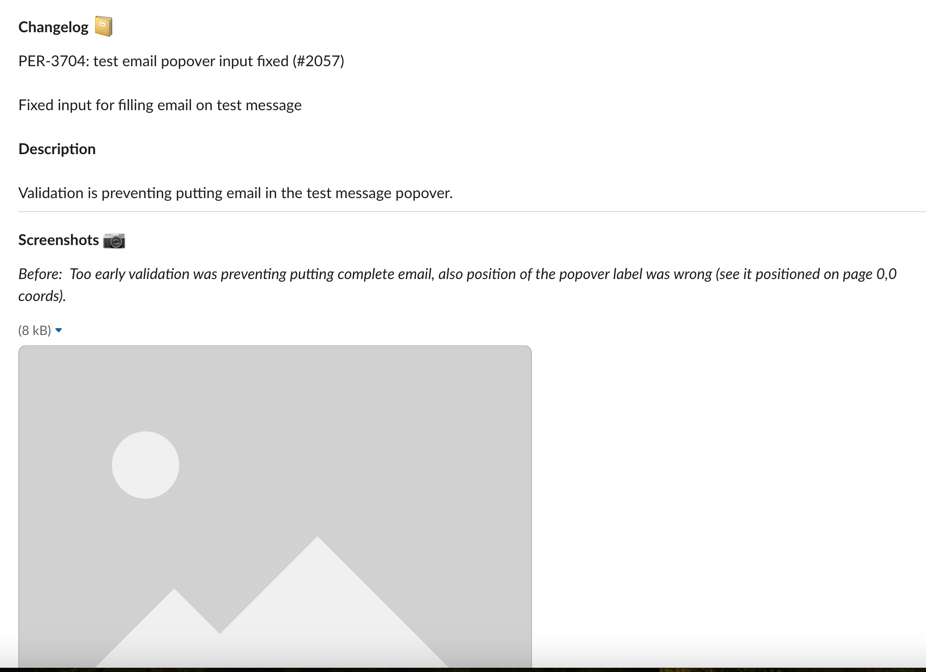 Changelog
PER-3704: test email popover input fixed (#2057)
Fixed input for filling email on test message
Description
Validation is preventing putting email in the test message popover.
Screenshots
Before:  Too early validation was preventing putting complete email, also position of the popover label was wrong (see it positioned on page 0,0
coords).
(8 kB)